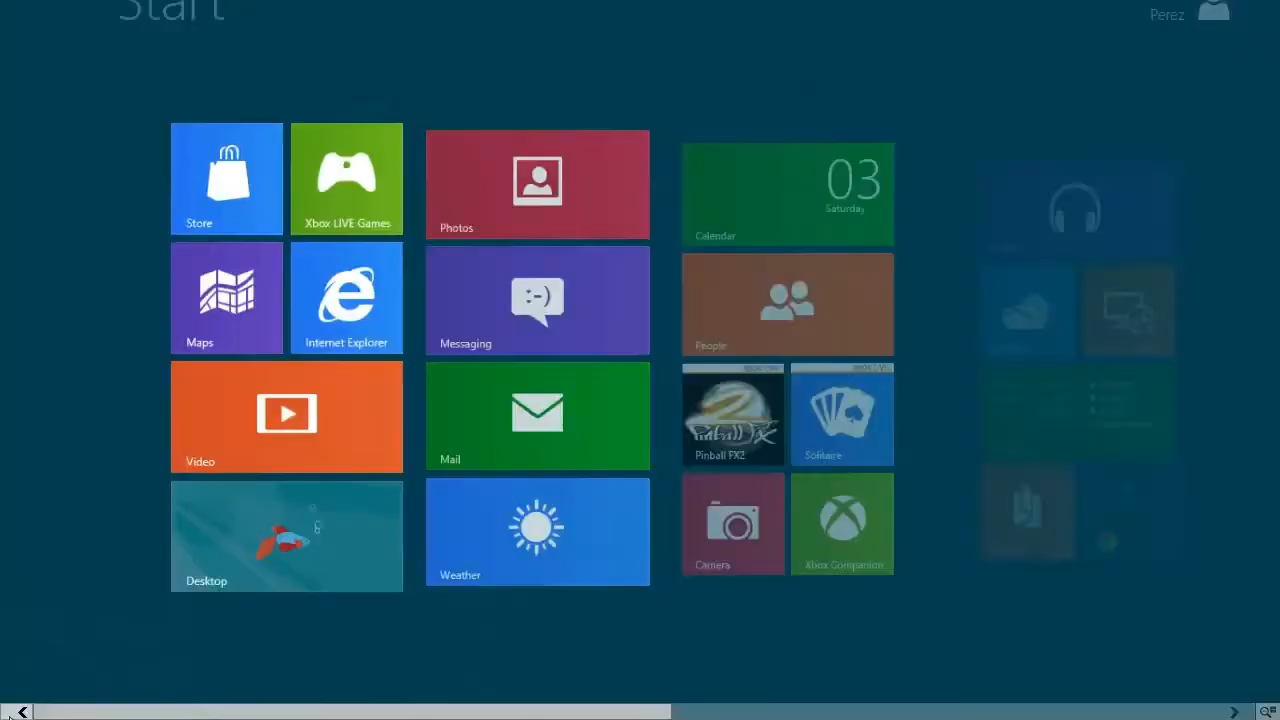 Start
Perez
Store
Xbox LIVE Games
Photos
03
Saturday
Calendar
Maps
Internet Explorer
Messaging
:-)
People
Video
Mail
Pinball FX2
Solitaire
Desktop
Weather
Camera
Xbox Companion